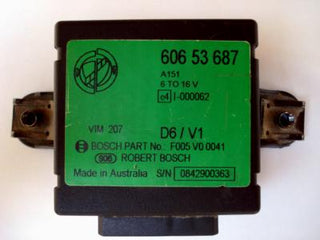 606 53 687
A151
6 TO 16 V
e4 I-000062
VIM 207
D6 / V1
BOSCH PART No. F005 V0 0041
906 ROBERT BOSCH
Made in Australia S/N 0842900363